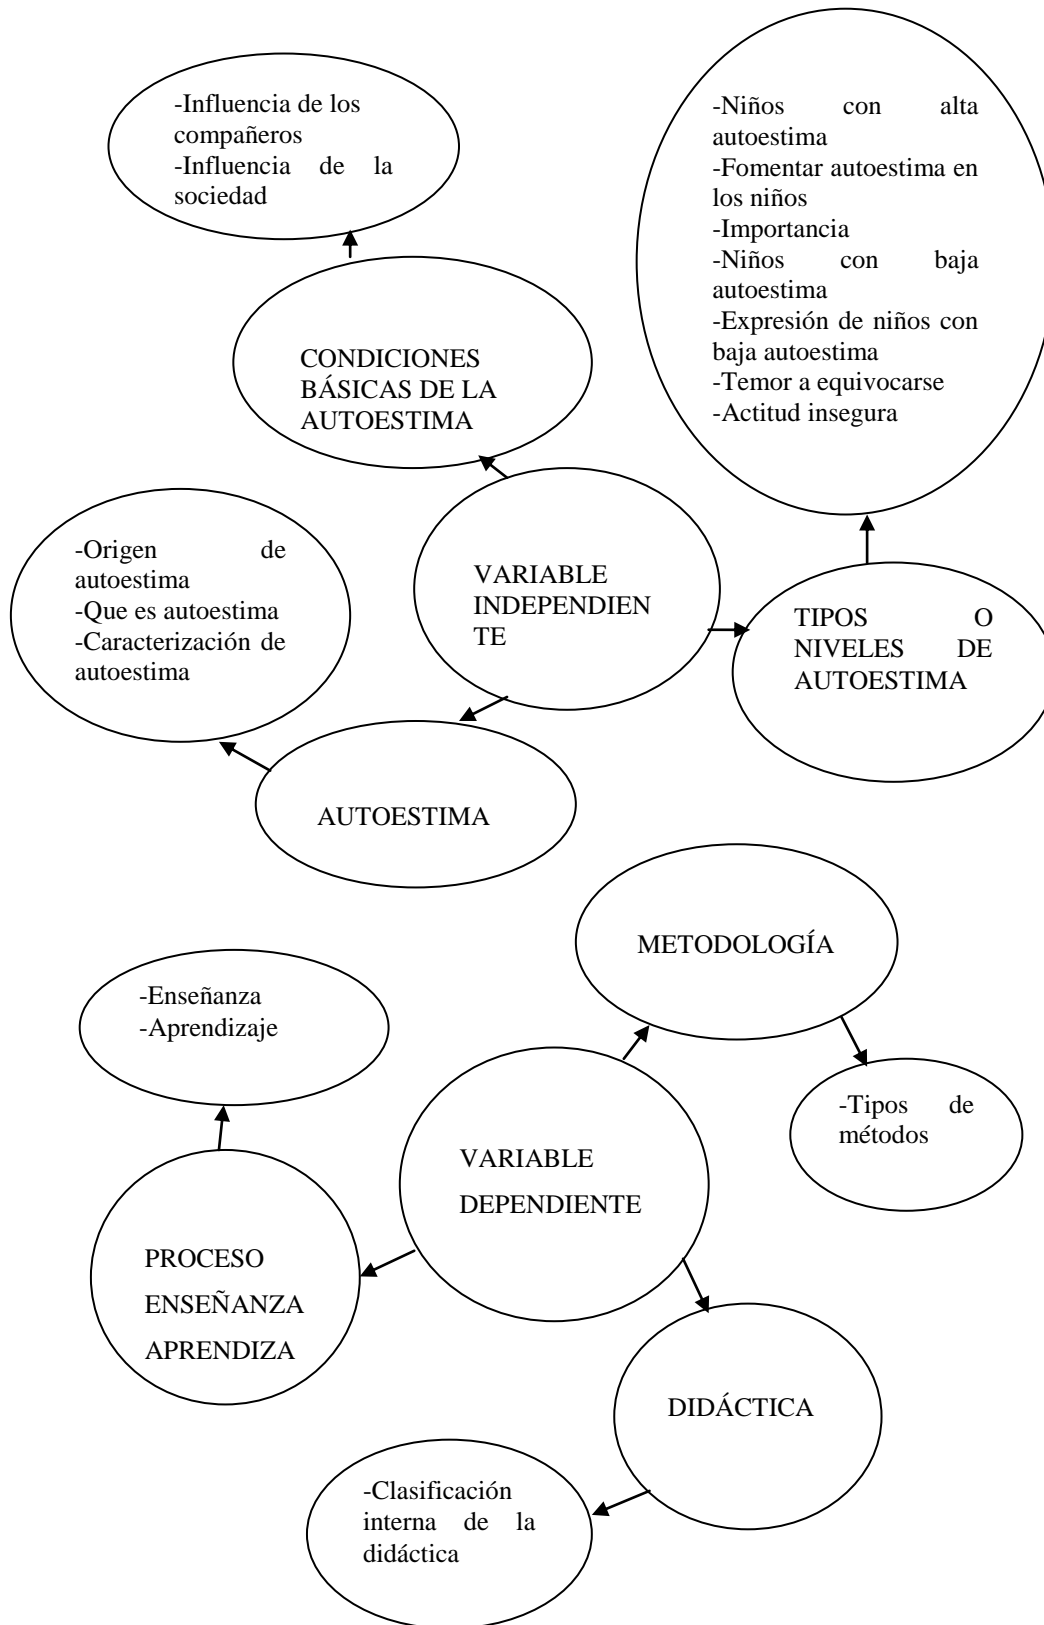 -Influencia de los
compañeros
-Influencia de la
sociedad
-Niños con alta
autoestima
-Fomentar autoestima en
los niños
-Importancia
-Niños con baja
autoestima
-Expresión de niños con
baja autoestima
-Temor a equivocarse
-Actitud insegura
CONDICIONES
BÁSICAS DE LA
AUTOESTIMA
-Origen de
autoestima
-Que es autoestima
-Caracterización de
autoestima
VARIABLE
INDEPENDIEN
TE
TIPOS O
NIVELES DE
AUTOESTIMA
AUTOESTIMA
METODOLOGÍA
-Enseñanza
-Aprendizaje
-Tipos de
métodos
VARIABLE
DEPENDIENTE
PROCESO
ENSEÑANZA
APRENDIZA
DIDÁCTICA
-Clasificación
interna de la
didáctica